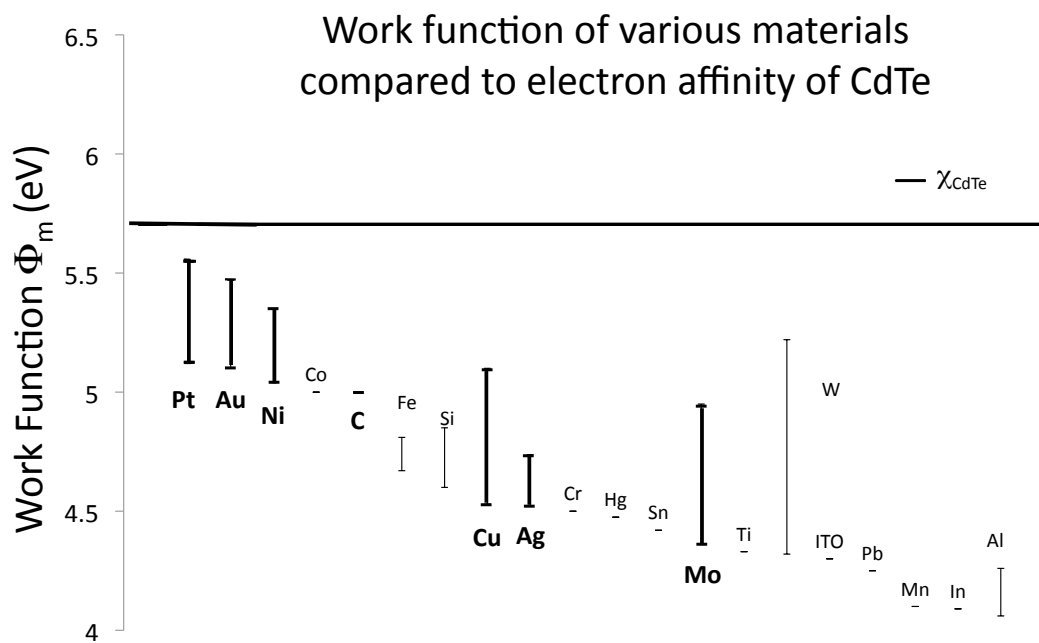 Work function of various materials
compared to electron affinity of CdTe
Work Function Φm (eV)
6.5
6
5.5
5
4.5
4
χCdTe
Pt
Au
Ni
Co
C
Fe
Si
Cu
Ag
Cr
Hg
Sn
Mo
Ti
W
ITO
Pb
Mn
In
Al